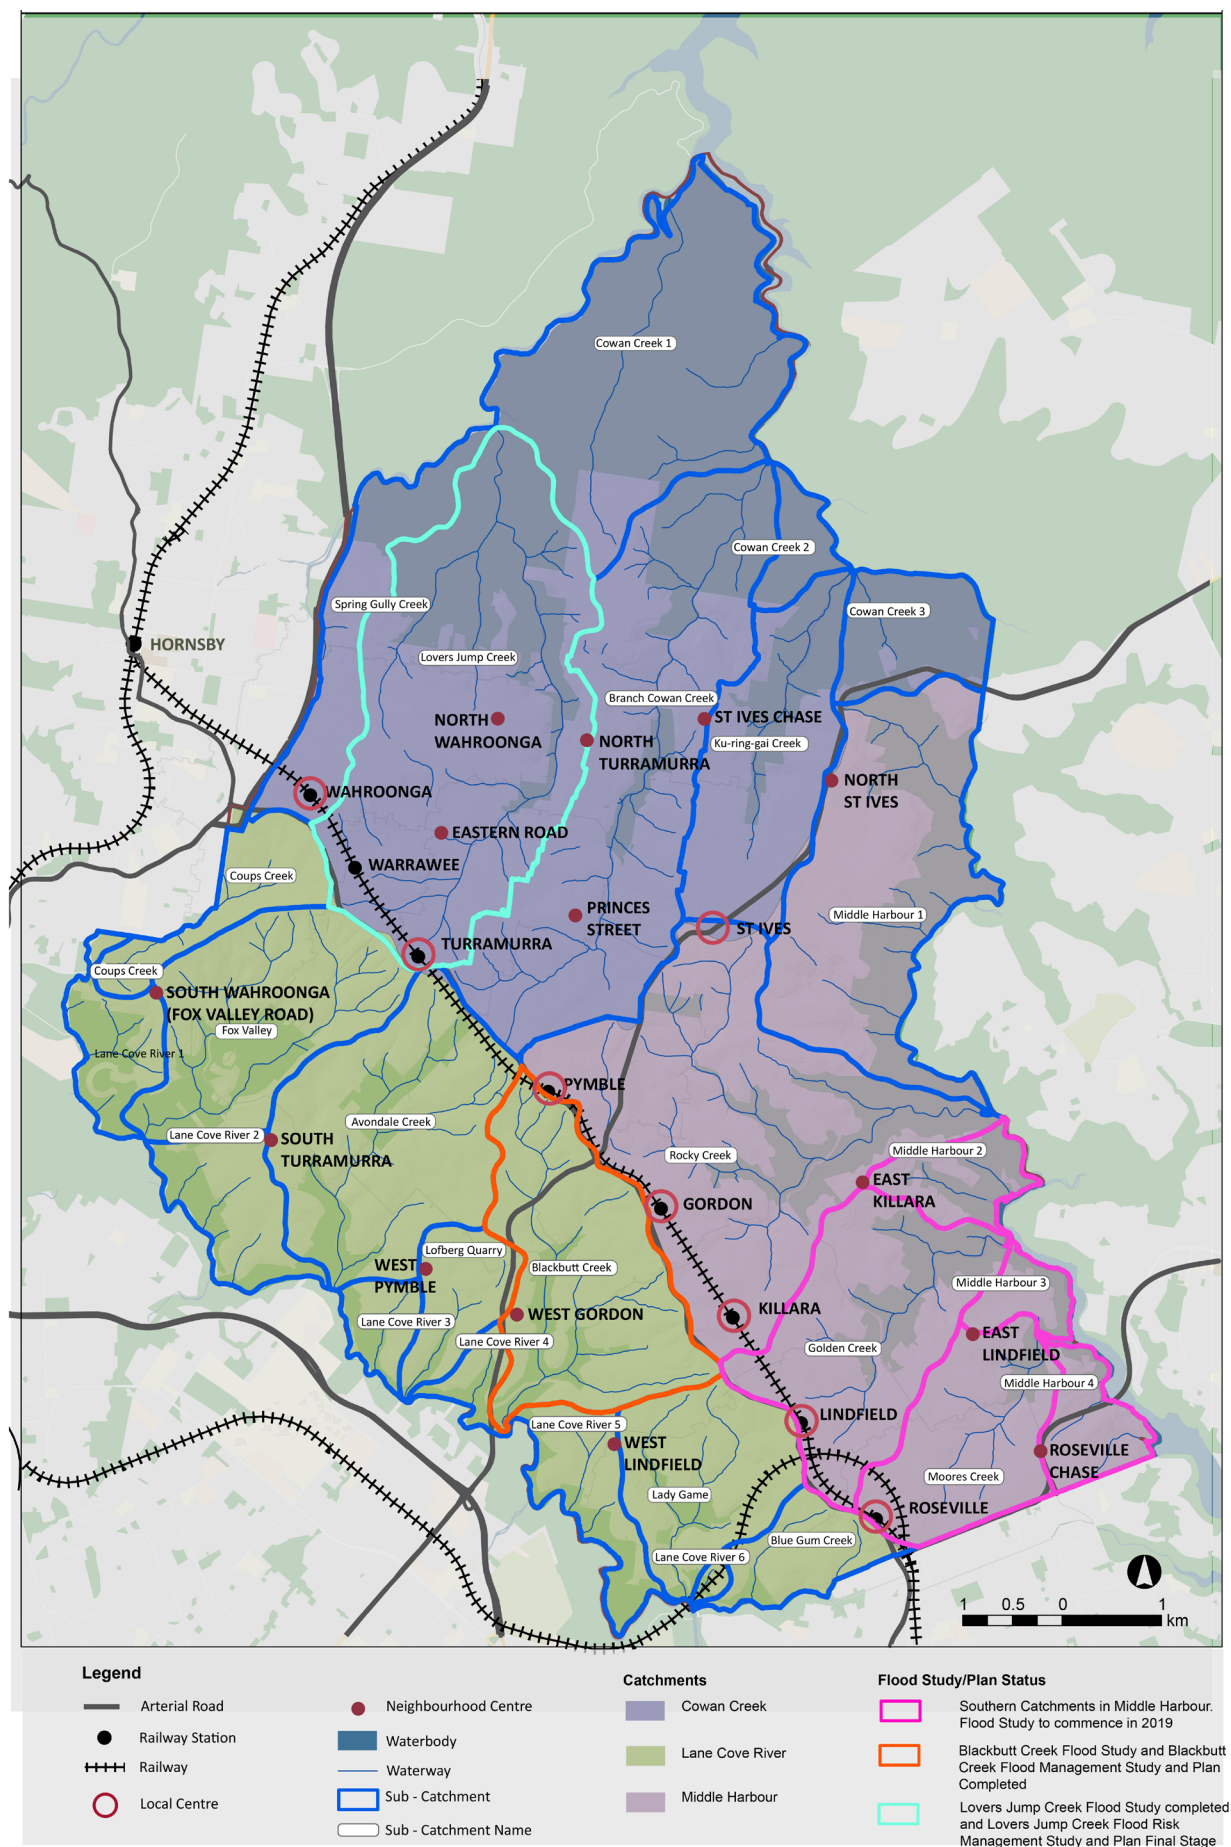 Cowan Creek 1
Cowan Creek 2
Spring Gully Creek
Cowan Creek 3
HORNSBY
Lovers Jump Creek
Branch Cowan Creek
NORTH
WAHROONGA
ST IVES CHASE
NORTH
TURRAMURRA
Ku-ring-gai Creek
NORTH
ST IVES
WAHROONGA
EASTERN ROAD
WARRAWEE
Coups Creek
PRINCES
STREET
Middle Harbour 1
ST IVES
TURRAMURRA
Coups Creek
SOUTH WAHROONGA
(FOX VALLEY ROAD)
Fox Valley
Lane Cove River 1
PYMBLE
Avondale Creek
Lane Cove River 2
SOUTH
TURRAMURRA
Rocky Creek
Middle Harbour 2
EAST
KILLARA
GORDON
Lofberg Quarry
WEST
PYMBLE
Blackbutt Creek
Middle Harbour 3
WEST GORDON
KILLARA
Lane Cove River 3
Lane Cove River 4
Golden Creek
EAST
LINDFIELD
Middle Harbour 4
LINDFIELD
Lane Cove River 5
WEST
LINDFIELD
ROSEVILLE
CHASE
Moores Creek
Lady Game
ROSEVILLE
Blue Gum Creek
Lane Cove River 6
1 0.5 0 1
km
Legend
Arterial Road
Railway Station
Railway
Local Centre
Neighbourhood Centre
Waterbody
Waterway
Sub - Catchment
Sub - Catchment Name
Catchments
Cowan Creek
Lane Cove River
Middle Harbour
Flood Study/Plan Status
Southern Catchments in Middle Harbour.
Flood Study to commence in 2019
Blackbutt Creek Flood Study and Blackbutt
Creek Flood Management Study and Plan
Completed
Lovers Jump Creek Flood Study completed
and Lovers Jump Creek Flood Risk
Management Study and Plan Final Stage